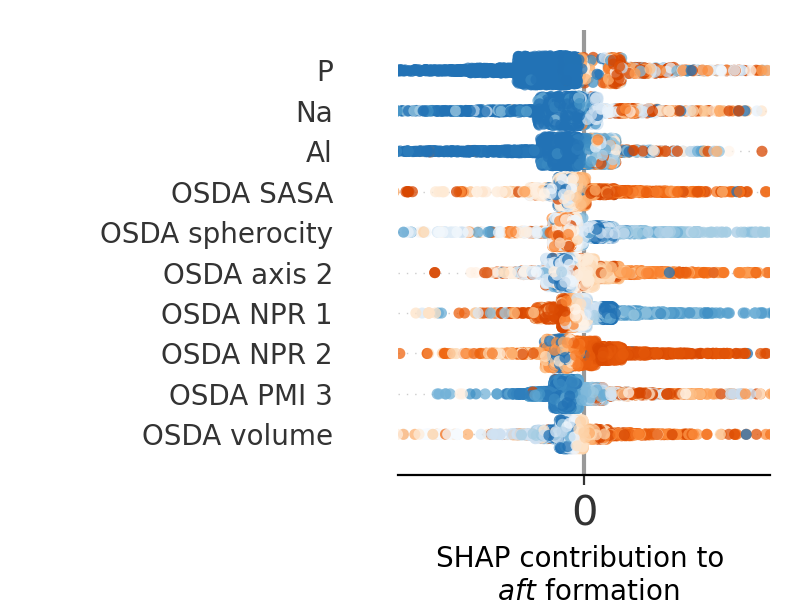 P
Na
Al
OSDA SASA
OSDA spherocity
OSDA axis 2
OSDA NPR 1
OSDA NPR 2
OSDA PMI 3
OSDA volume
0
SHAP contribution to
aft formation